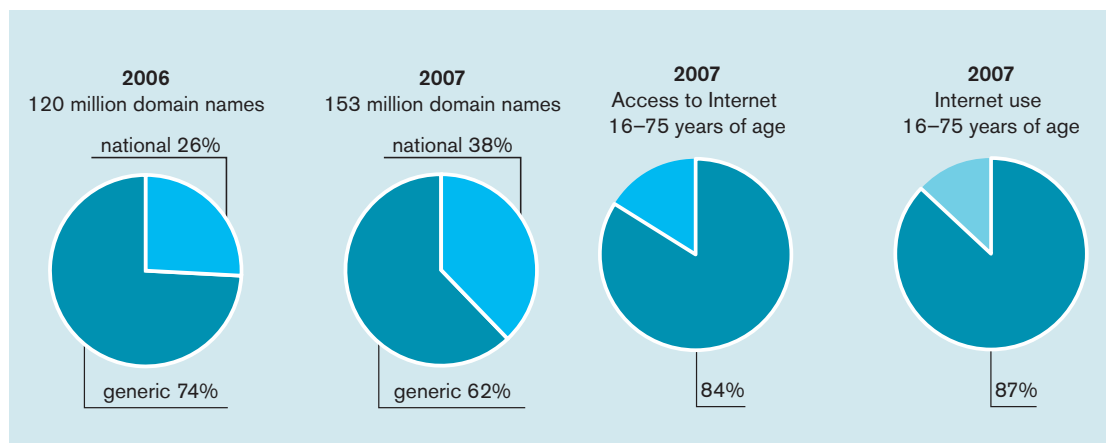 2006
120 million domain names
national 26%
generic 74%
2007
153 million domain names
national 38%
generic 62%
2007
Access to Internet
16–75 years of age
84%
2007
Internet use
16–75 years of age
87%